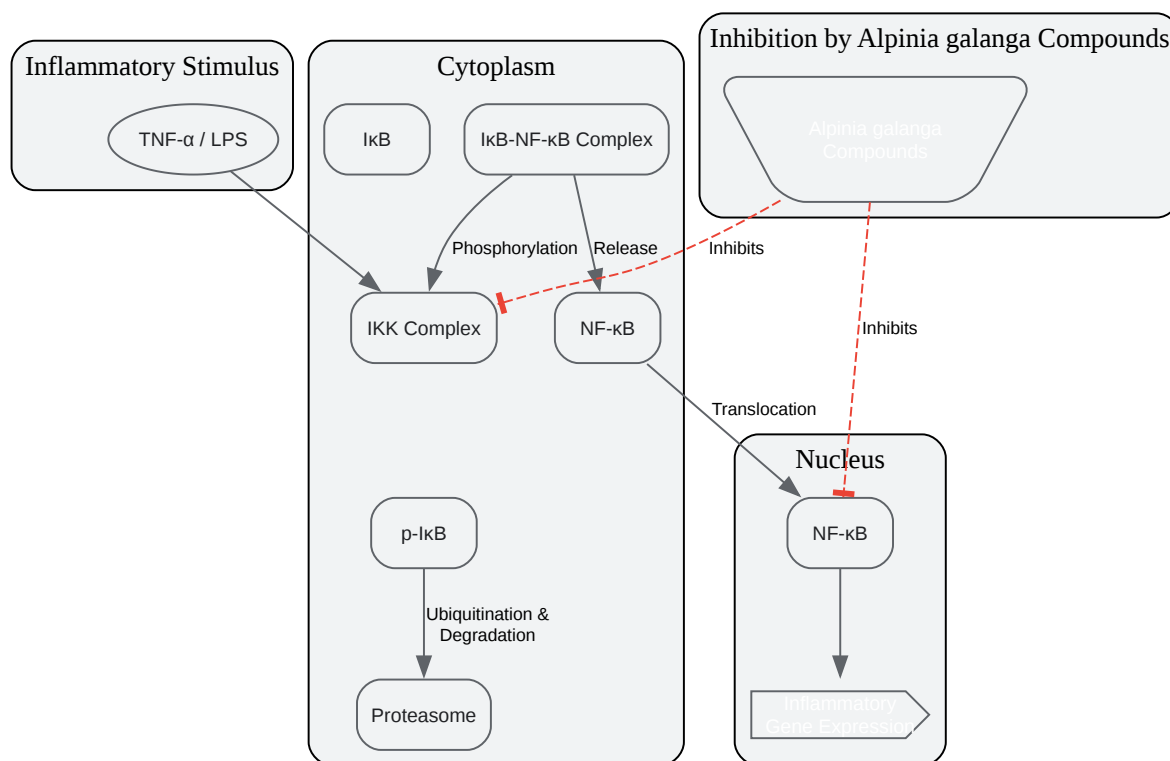 Inflammatory Stimulus
TNF-α / LPS
Cytoplasm
IκB
IκB-NF-κB Complex
Phosphorylation
Release
IKK Complex
NF-κB
p-IκB
Ubiquitination &
Degradation
Proteasome
Inhibition by Alpinia galanga Compounds
Alpinia galanga
Compounds
Inhibits
Inhibits
Translocation
Nucleus
NF-κB
Inflammatory
Gene Expression